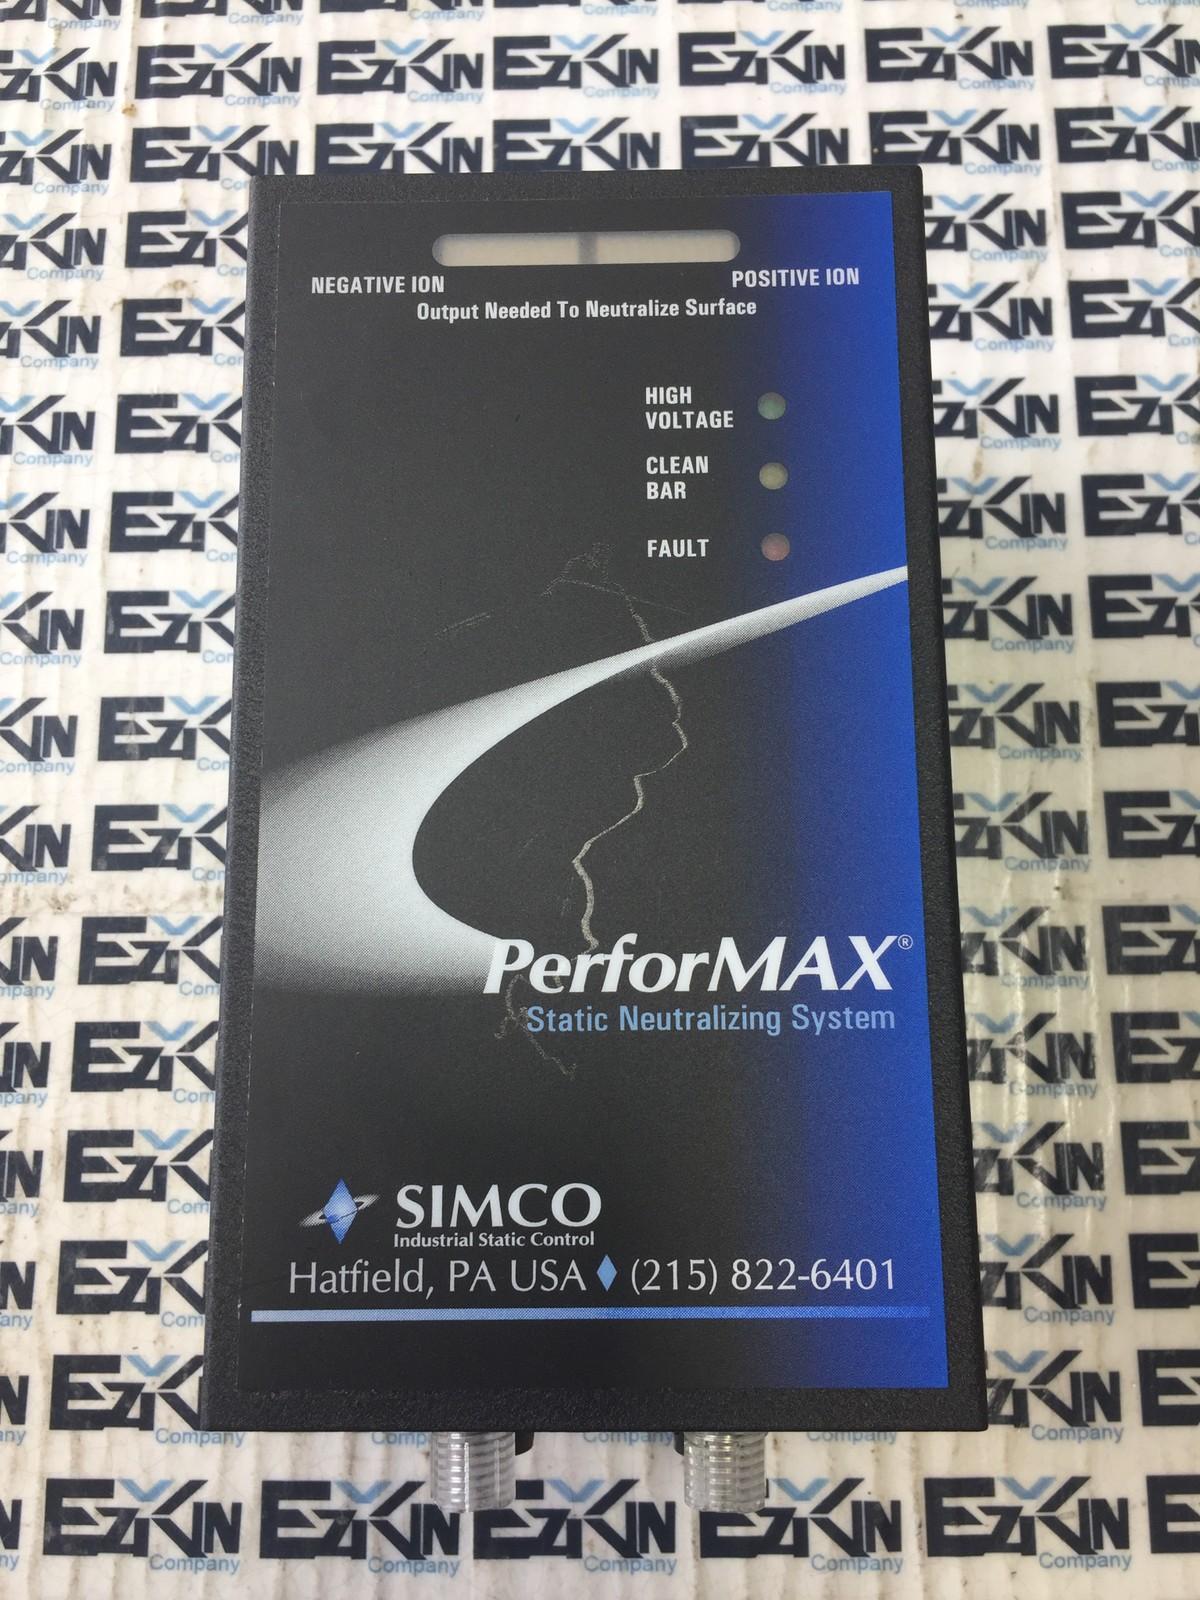 NEGATIVE ION
POSITIVE ION
Output Needed To Neutralize Surface
HIGH
VOLTAGE
CLEAN
BAR
FAULT
PerforMAX®
Static Neutralizing System
SIMCO
Industrial Static Control
Hatfield, PA USA ♦ (215) 822-6401